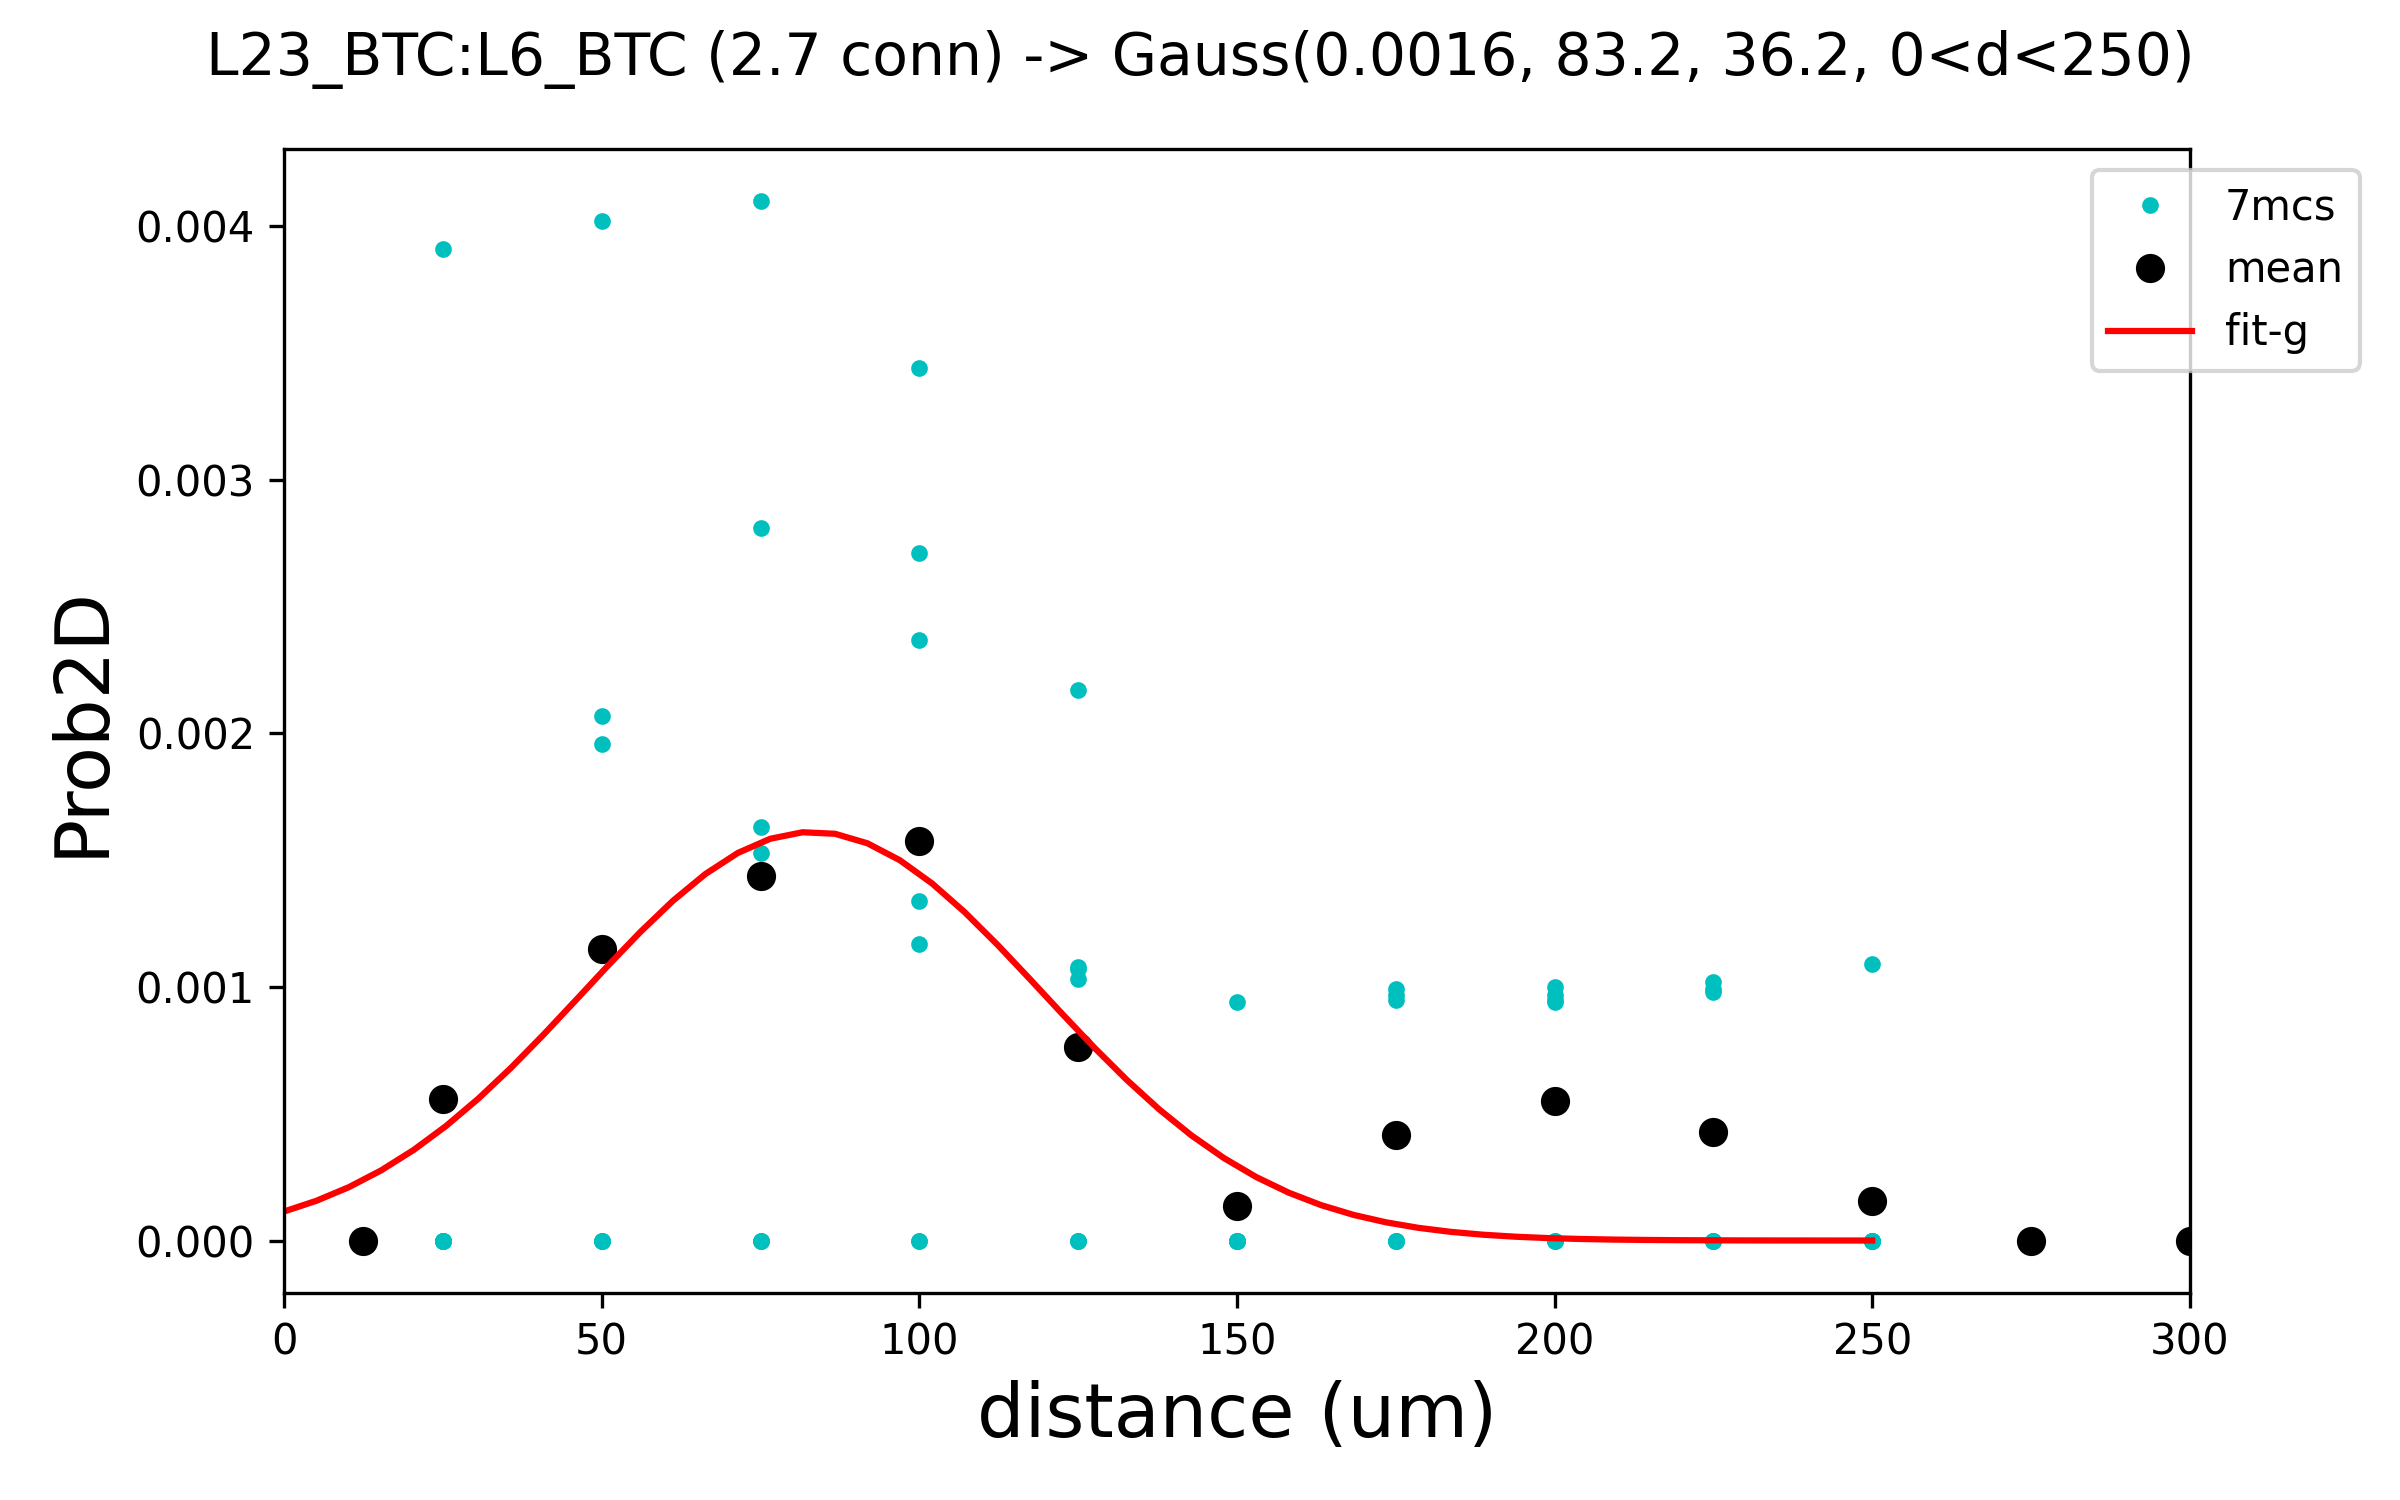 L23_BTC:L6_BTC (2.7 conn) -> Gauss(0.0016, 83.2, 36.2, 0<d<250)
7mcs
mean
fit-g
0.004
0.003
0.002
0.001
0.000
Prob2D
0 50 100 150 200 250 300
distance (um)